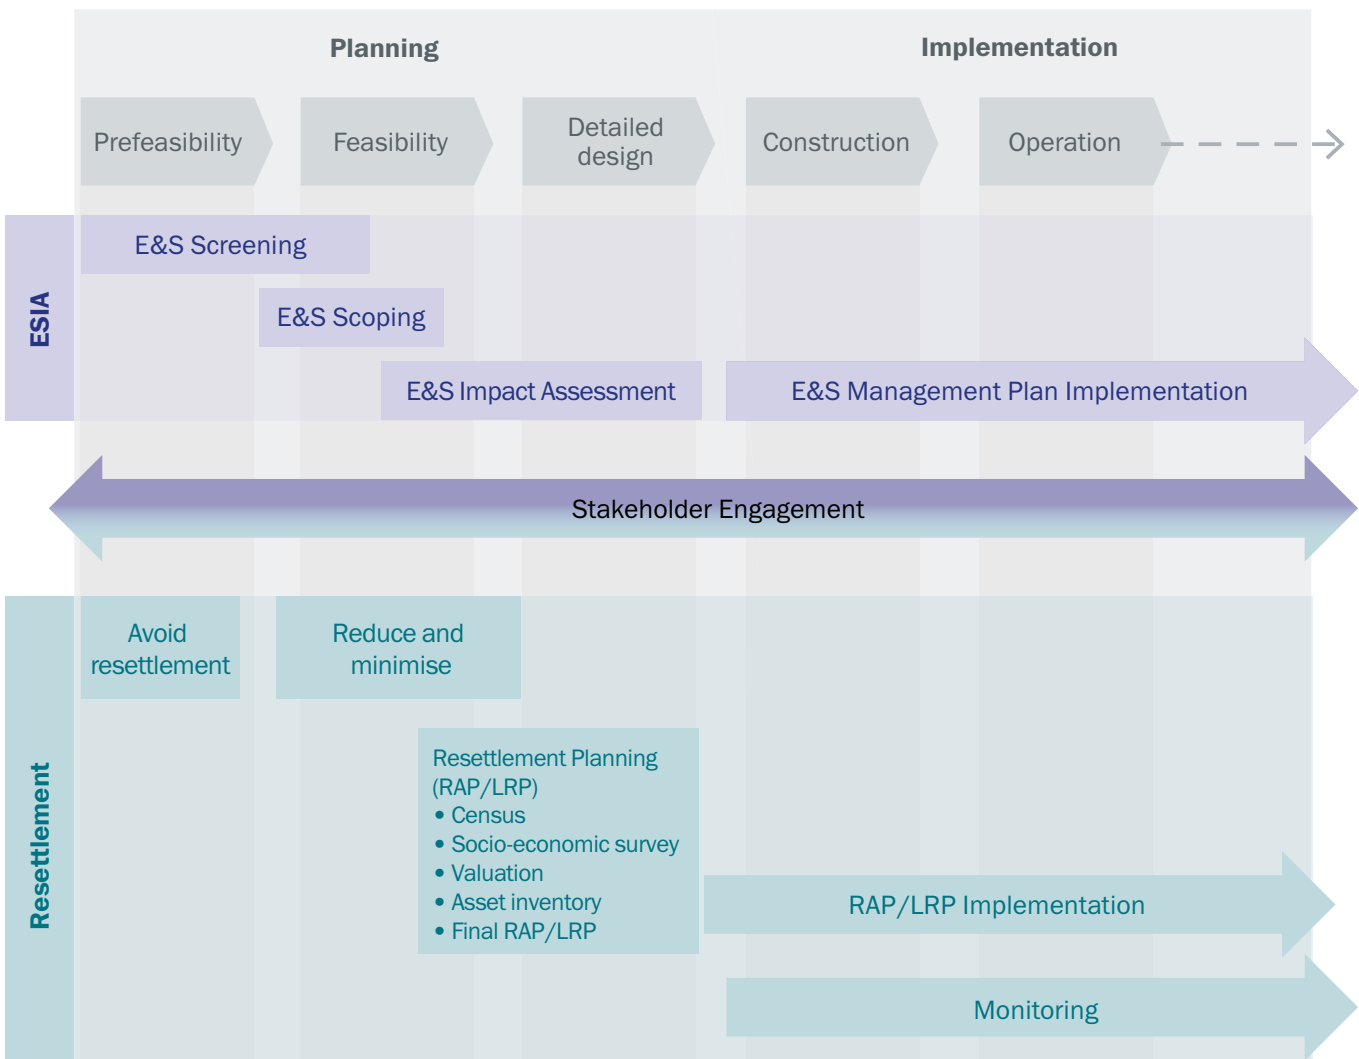 Planning
Implementation
Prefeasibility
Feasibility
Detailed
design
Construction
Operation
ESIA
E&S Screening
E&S Scoping
E&S Impact Assessment
E&S Management Plan Implementation
Stakeholder Engagement
Resettlement
Avoid
resettlement
Reduce and
minimise
Resettlement Planning
(RAP/LRP)
• Census
• Socio-economic survey
• Valuation
• Asset inventory
• Final RAP/LRP
RAP/LRP Implementation
Monitoring